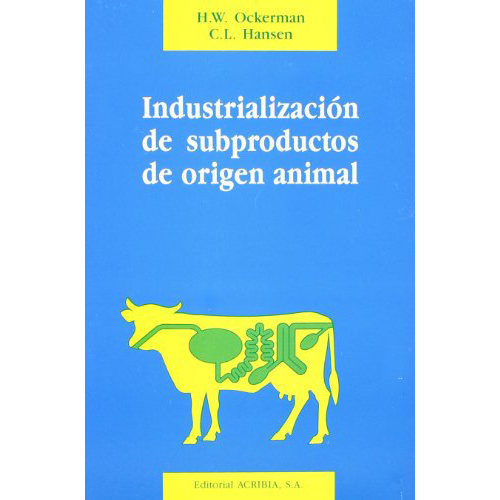 H.W. Ockerman
C.L. Hansen
Industrialización
de subproductos
de origen animal
Editorial ACRIBIA, S.A.